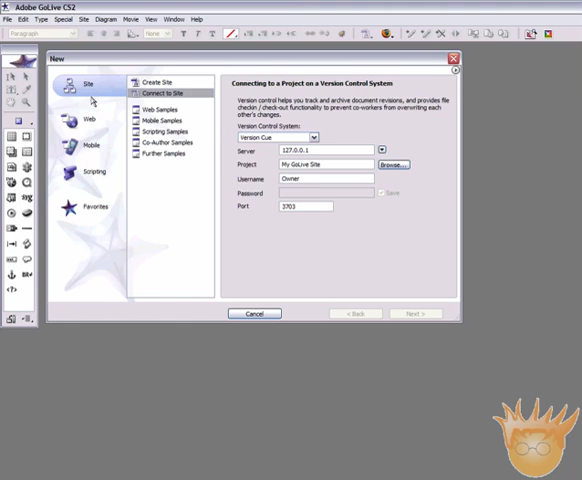 Adobe GoLive CS2
File Edit Type Special Site Diagram Movie View Window Help
Paragraph
None
T T T
New
Site
Web
Mobile
Scripting
Favorites
Create Site
Connect to Site
Web Samples
Mobile Samples
Scripting Samples
Co-Author Samples
Further Samples
Connecting to a Project on a Version Control System
Version control helps you track and archive document revisions, and provides file
checkin / check-out functionality to prevent co-workers from overwriting each
other's changes.
Version Control System:
Version Cue
Server 127.0.0.1
Project My GoLive Site Browse...
Username Owner
Password Save
Port 3703
Cancel < Back Next >